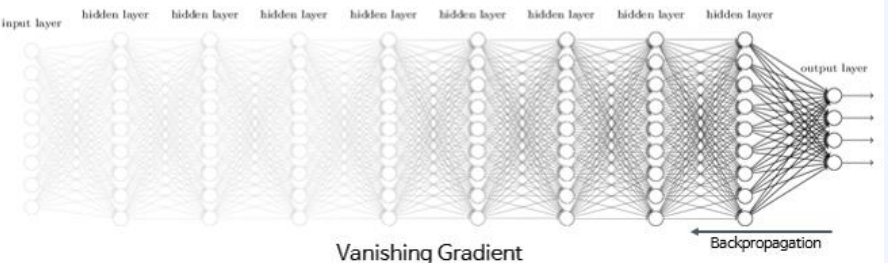 input layer
hidden layer
hidden layer
hidden layer
hidden layer
hidden layer
hidden layer
hidden layer
hidden layer
output layer
Backpropagation
Vanishing Gradient